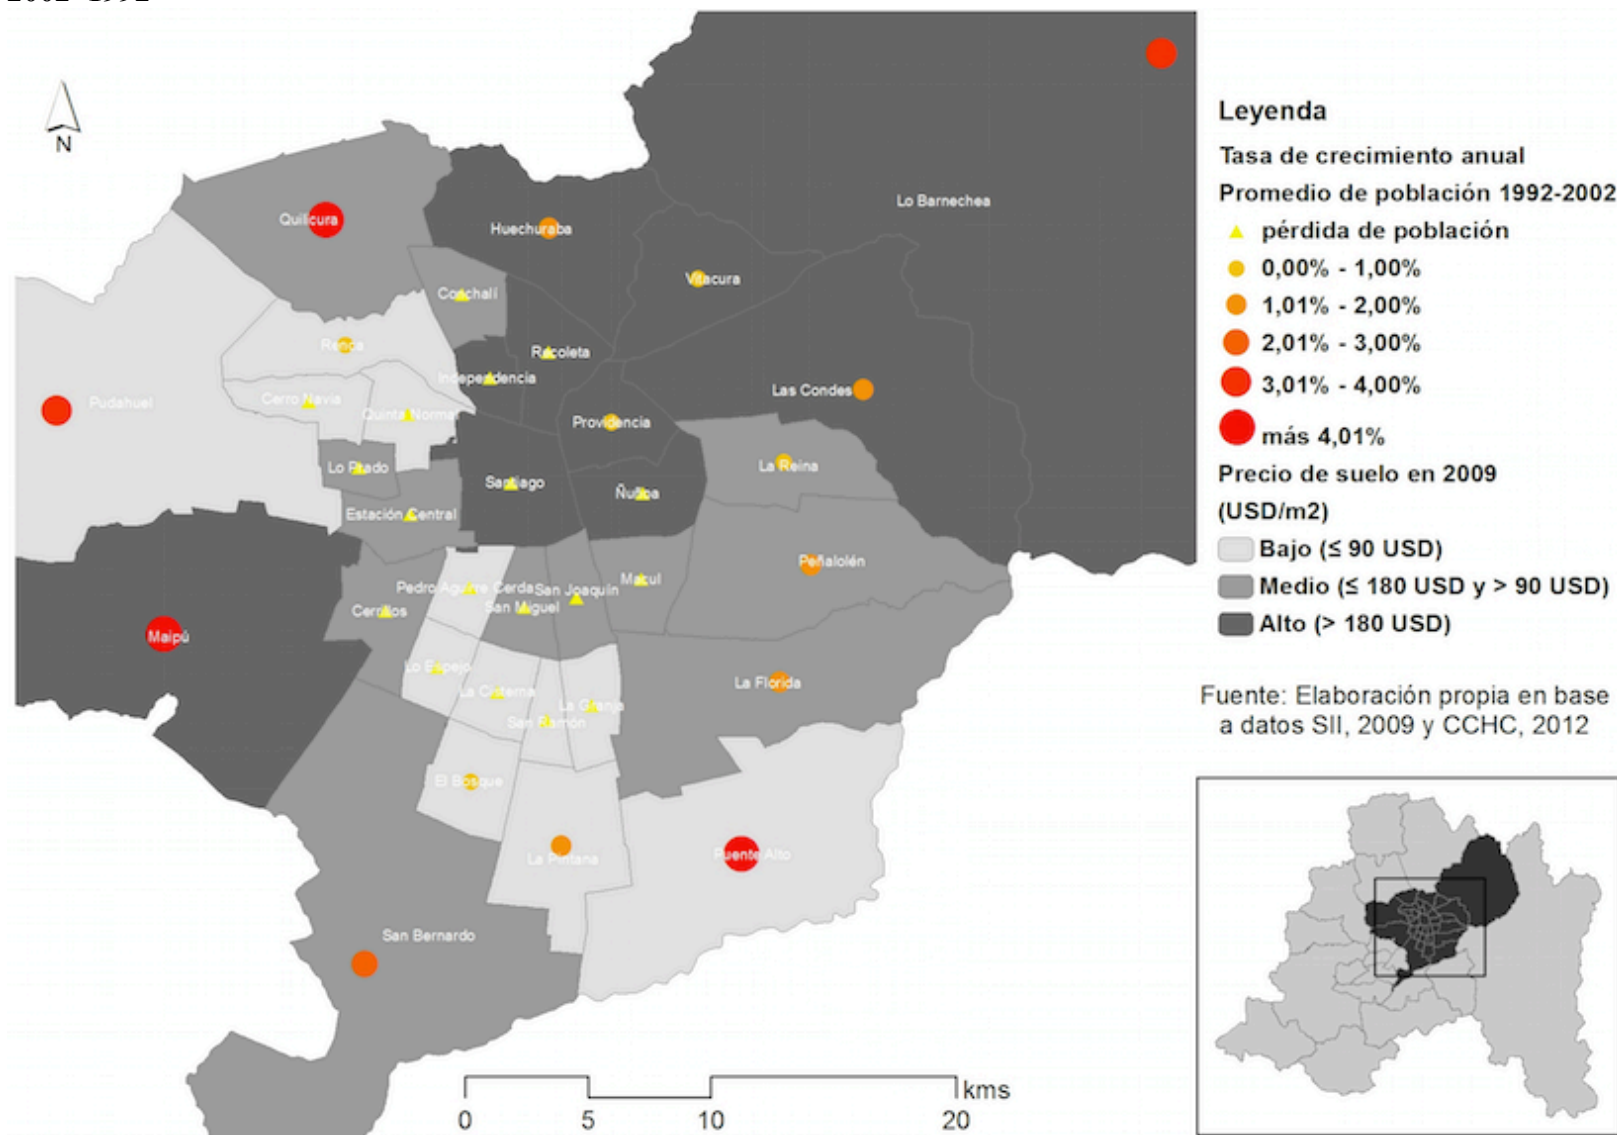 N
Lo Barnechea
Quilicura
Huechuraba
Vitacura
Conchalí
Renca
Recoleta
Independencia
Las Condes
Pudahuel
Cerro Navia
Quinta Normal
Providencia
La Reina
Lo Prado
Santiago
Ñuñoa
Estación Central
Peñalolén
Macul
Pedro Aguirre Cerda
San Joaquín
San Miguel
Cerrillos
Maipú
Lo Espejo
La Florida
La Cisterna
La Granja
San Ramón
El Bosque
La Pintana
Puente Alto
San Bernardo
kms
0 5 10 20
Leyenda
Tasa de crecimiento anual
Promedio de población 1992-2002
pérdida de población
0,00% - 1,00%
1,01% - 2,00%
2,01% - 3,00%
3,01% - 4,00%
más 4,01%
Precio de suelo en 2009
(USD/m2)
Bajo (≤ 90 USD)
Medio (≤ 180 USD y > 90 USD)
Alto (> 180 USD)
Fuente: Elaboración propia en base
a datos SII, 2009 y CCHC, 2012